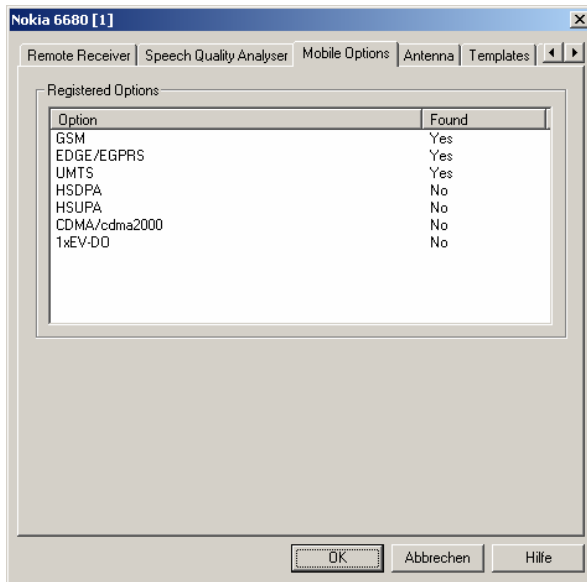 Nokia 6680 [1]
Remote Receiver Speech Quality Analyser Mobile Options Antenna Templates
Registered Options
Option Found
GSM Yes
EDGE/EGPRS Yes
UMTS Yes
HSDPA No
HSUPA No
CDMA/cdma2000 No
1xEV-DO No
OK Abbrechen Hilfe